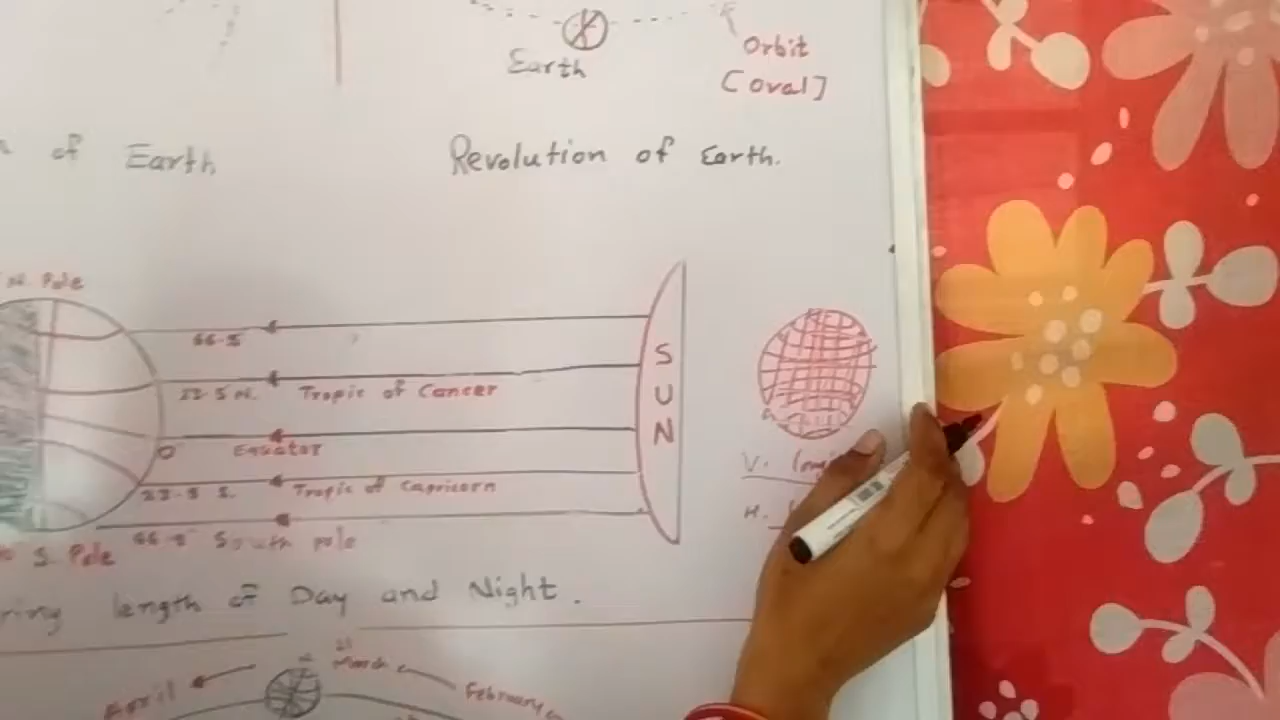 Earth
Orbit
[oval]
of Earth
Revolution of Earth.
N. Pole
66.5
SUN
23.5 N. Tropic of Cancer
0 Equator
23.5 S. Tropic of Capricorn
66.5 South pole
S. Pole
V.
H.
length of Day and Night.
21
March
April
February